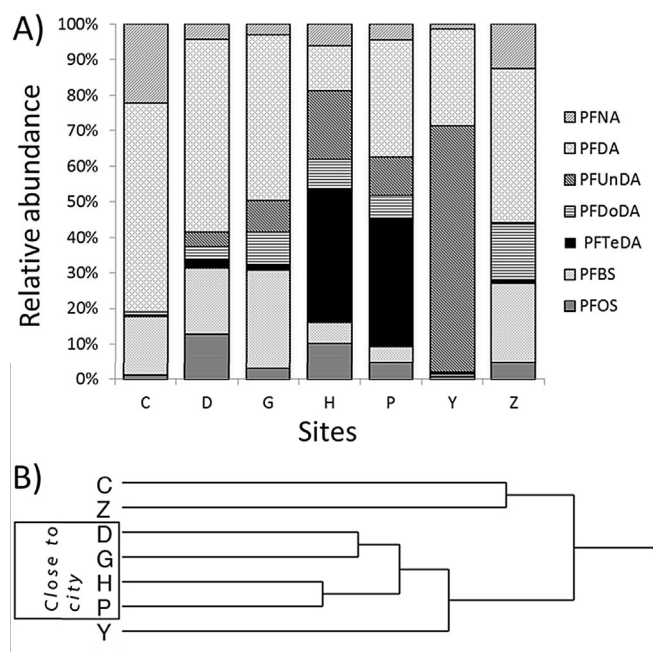 A)
Relative abundance
100%
90%
80%
70%
60%
50%
40%
30%
20%
10%
0%
C D G H P Y Z
Sites
PFNA
PFDA
PFUnDA
PFDoDA
PFTeDA
PFBS
PFOS
B)
C
Z
D
G
H
P
Y
Close to
city